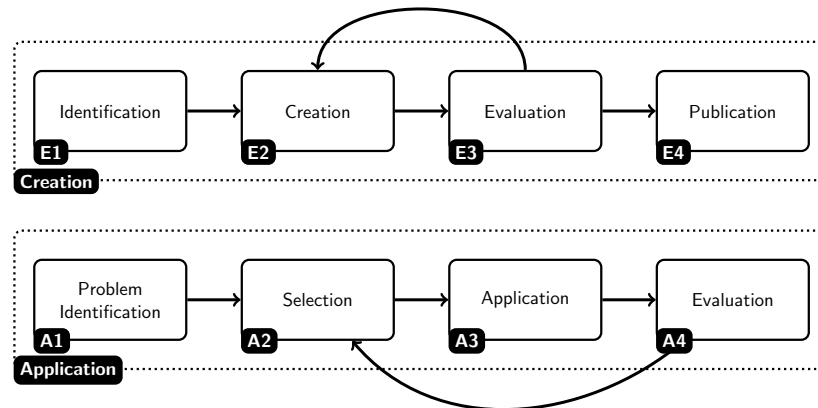 Identification
Creation
Evaluation
Publication
E1
E2
E3
E4
Creation
Problem
Identification
Selection
Application
Evaluation
A1
A2
A3
A4
Application